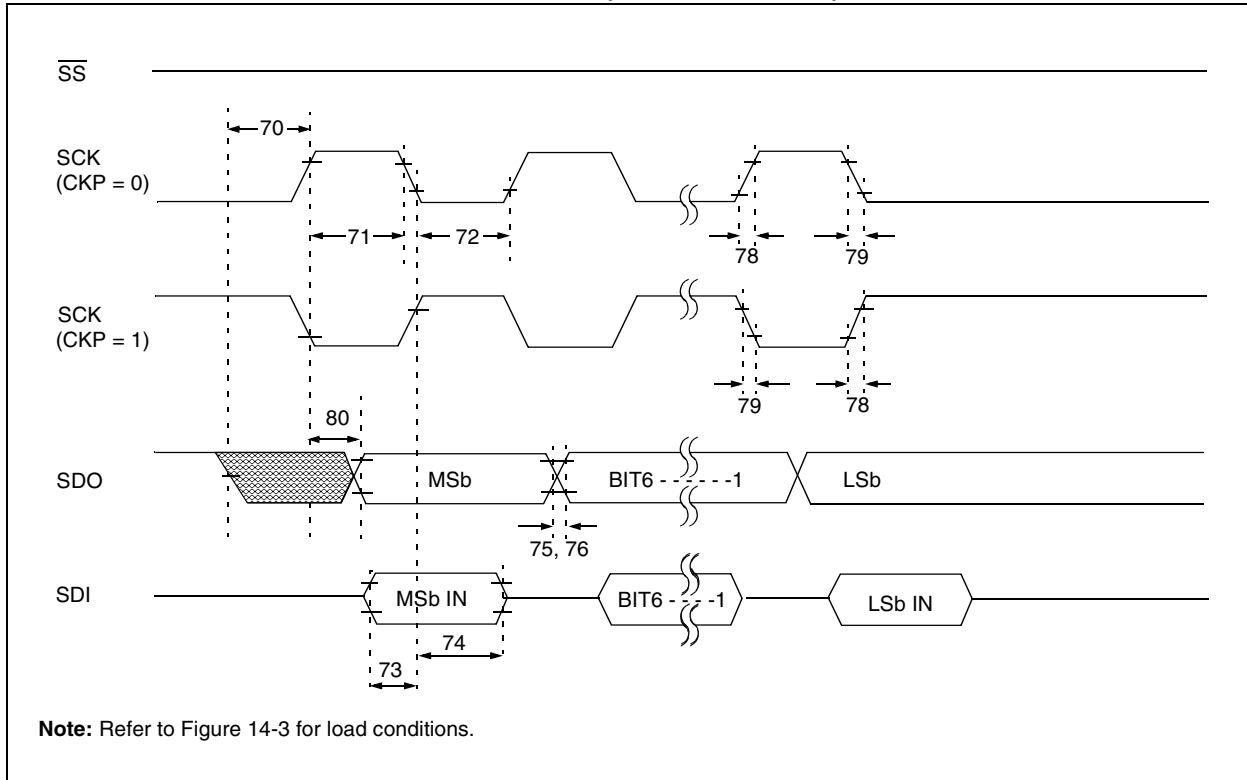 SS
70
SCK
(CKP = 0)
71
72
78
79
SCK
(CKP = 1)
79
78
80
SDO
MSb
BIT6 - - - - - -1
LSb
75, 76
SDI
MSb IN
BIT6 - - - - -1
LSb IN
74
73
Note: Refer to Figure 14-3 for load conditions.